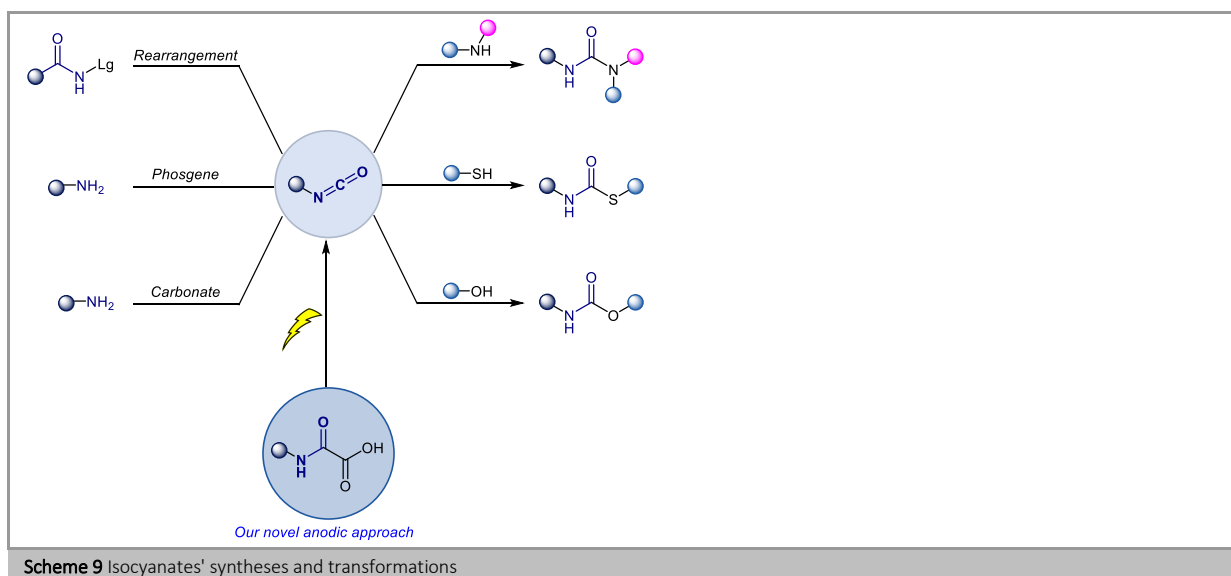 O
Lg
N
H
Rearrangement
NH
O
N
H
N
NH2
Phosgene
N
C
O
SH
O
N
H
S
NH2
Carbonate
OH
O
N
H
O
O
OH
N
H
O
Our novel anodic approach
Scheme 9 Isocyanates' syntheses and transformations